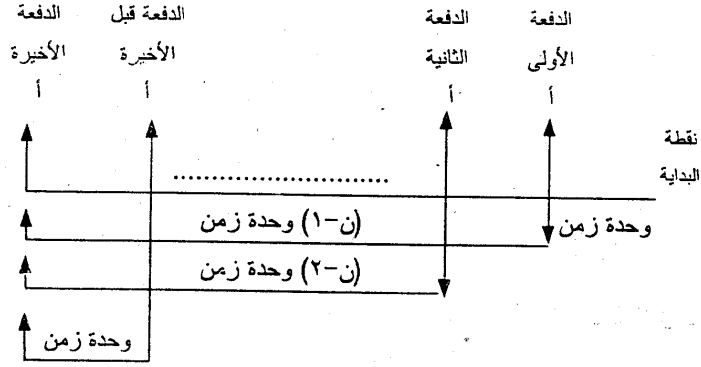 الدفعة الأولى أ
الدفعة الثانية أ
الدفعة قبل الأخيرة أ
الدفعة الأخيرة أ
نقطة البداية
..............................
وحدة زمن
(ن-١) وحدة زمن
(ن-٢) وحدة زمن
وحدة زمن